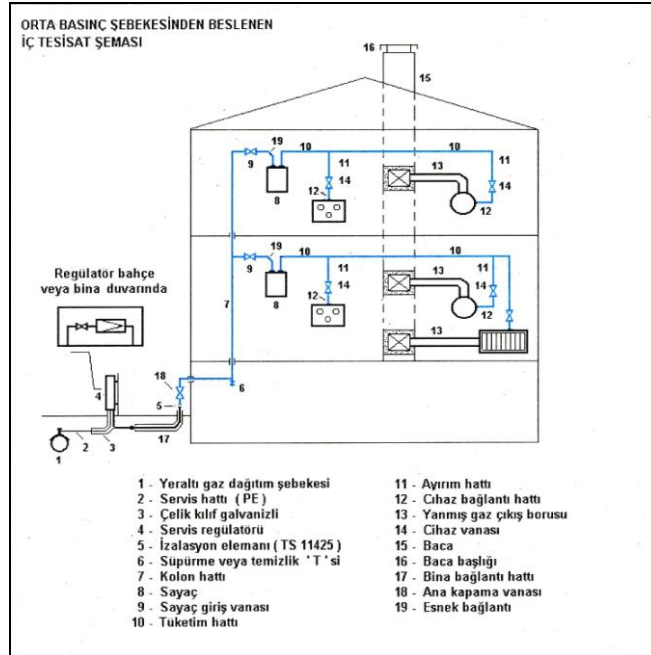 ORTA BASINÇ ŞEBEKESİNDEN BESLENEN
İÇ TESİSAT ŞEMASI
16
15
19
10
10
9
11
14
8
12
13
11
14
12
19
10
10
9
11
14
8
12
13
11
14
12
13
7
Regülatör bahçe
veya bina duvarında
18
4
5
6
1
2
3
17
1 - Yeraltı gaz dağıtım şebekesi
2 - Servis hattı ( PE )
3 - Çelik kılıf galvanizli
4 - Servis regülatörü
5 - İzalasyon elemanı ( TS 11425 )
6 - Süpürme veya temizlik ' T ' si
7 - Kolon hattı
8 - Sayaç
9 - Sayaç giriş vanası
10 - Tüketim hattı
11 - Ayırım hattı
12 - Cıhaz bağlantı hattı
13 - Yanmış gaz çıkış borusu
14 - Cihaz vanası
15 - Baca
16 - Baca başlığı
17 - Bina bağlantı hattı
18 - Ana kapama vanası
19 - Esnek bağlantı